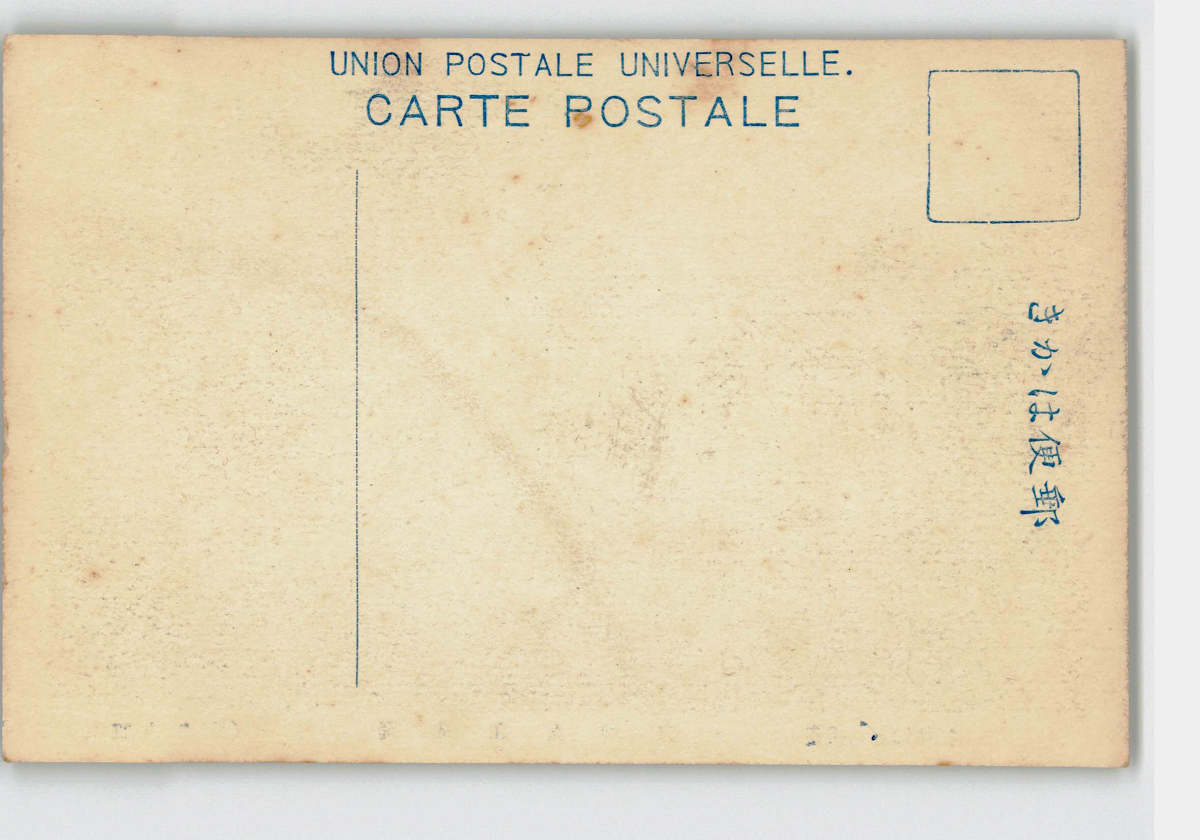 UNION POSTALE UNIVERSELLE.
CARTE POSTALE
郵便はかき